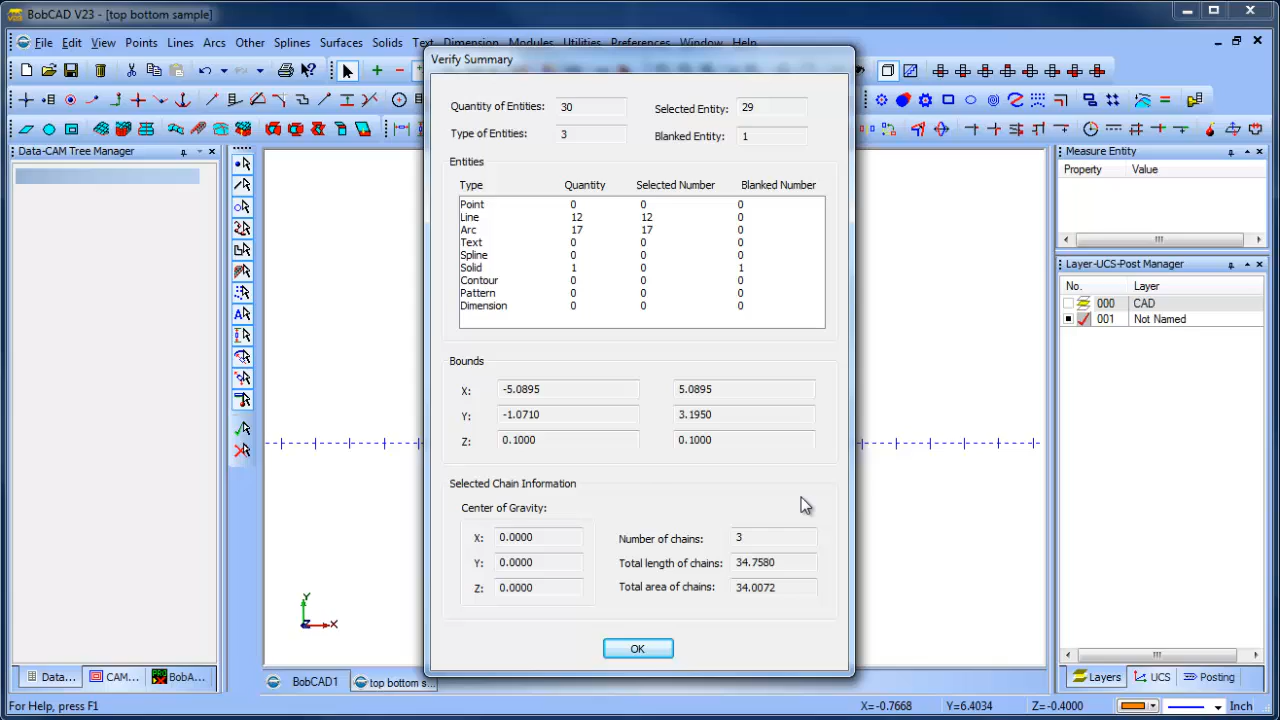 BobCAD V23 - [top bottom sample]
File Edit View Points Lines Arcs Other Splines Surfaces Solids Text Dimension Modules Utilities Preferences Window Help
Data-CAM Tree Manager
Verify Summary
Quantity of Entities: 30 Selected Entity: 29
Type of Entities: 3 Blanked Entity: 1
Entities
Type Quantity Selected Number Blanked Number
Point 0 0 0
Line 12 12 0
Arc 17 17 0
Text 0 0 0
Spline 0 0 0
Solid 1 0 1
Contour 0 0 0
Pattern 0 0 0
Dimension 0 0 0
Bounds
X: -5.0895 5.0895
Y: -1.0710 3.1950
Z: 0.1000 0.1000
Selected Chain Information
Center of Gravity:
X: 0.0000 Number of chains: 3
Y: 0.0000 Total length of chains: 34.7580
Z: 0.0000 Total area of chains: 34.0072
OK
Measure Entity
Property Value
Layer-UCS-Post Manager
No. Layer
000 CAD
001 Not Named
Y
Z X
Data... CAM... BobA...
BobCAD1 top bottom s...
Layers UCS Posting
For Help, press F1 X=-0.7668 Y=6.4034 Z=-0.4000 Inch